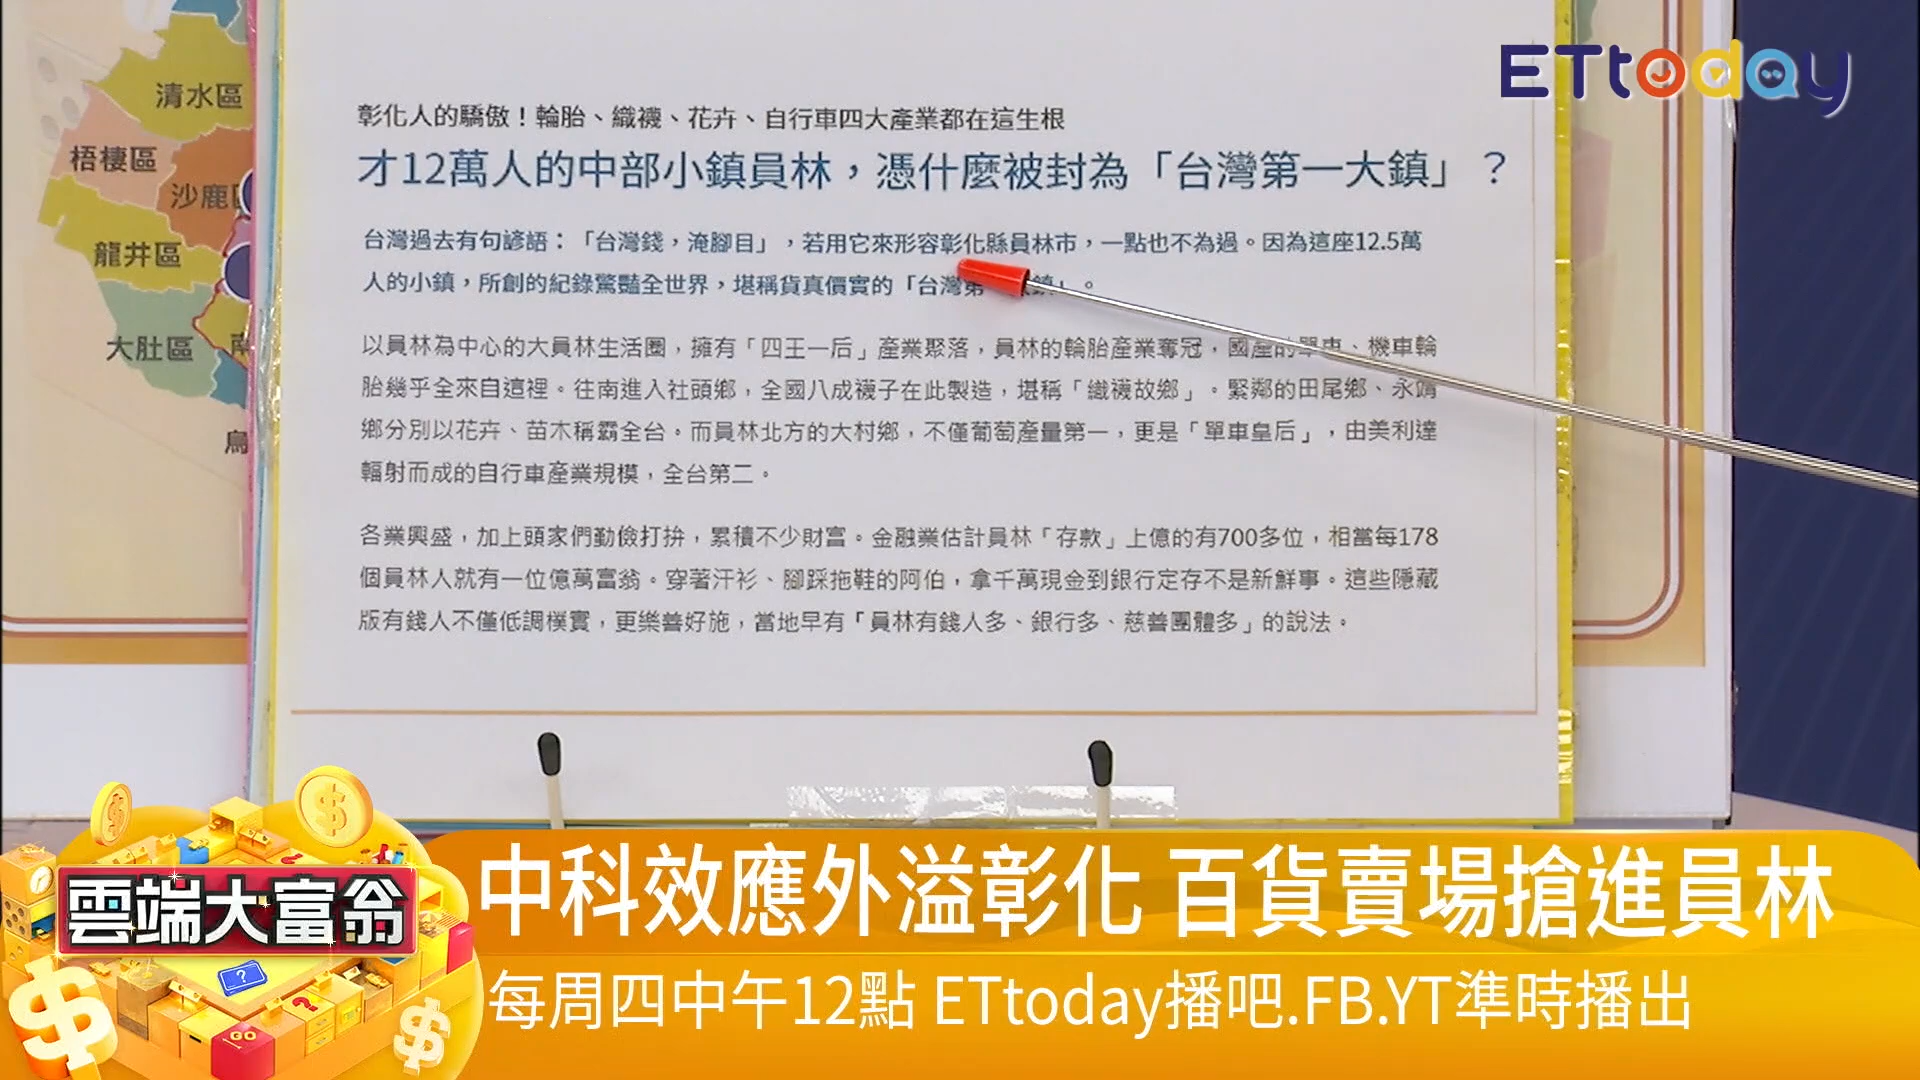 ETtoday
清水區
梧棲區
沙鹿區
龍井區
大肚區
南
烏
彰化人的驕傲！輪胎、織襪、花卉、自行車四大產業都在這生根
才12萬人的中部小鎮員林，憑什麼被封為「台灣第一大鎮」？
台灣過去有句諺語：「台灣錢，淹腳目」，若用它來形容彰化縣員林市，一點也不為過。因為這座12.5萬
人的小鎮，所創的紀錄驚豔全世界，堪稱貨真價實的「台灣第一 鎮」。
以員林為中心的大員林生活圈，擁有「四王一后」產業聚落，員林的輪胎產業奪冠，國產的單車、機車輪
胎幾乎全來自這裡。往南進入社頭鄉，全國八成襪子在此製造，堪稱「織襪故鄉」。緊鄰的田尾鄉、永靖
鄉分別以花卉、苗木稱霸全台。而員林北方的大村鄉，不僅葡萄產量第一，更是「單車皇后」，由美利達
輻射而成的自行車產業規模，全台第二。
各業興盛，加上頭家們勤儉打拚，累積不少財富。金融業估計員林「存款」上億的有700多位，相當每178
個員林人就有一位億萬富翁。穿著汗衫、腳踩拖鞋的阿伯，拿千萬現金到銀行定存不是新鮮事。這些隱藏
版有錢人不僅低調樸實，更樂善好施，當地早有「員林有錢人多、銀行多、慈善團體多」的說法。
雲端大富翁
GO
中科效應外溢彰化 百貨賣場搶進員林
每周四中午12點 ETtoday播吧.FB.YT準時播出